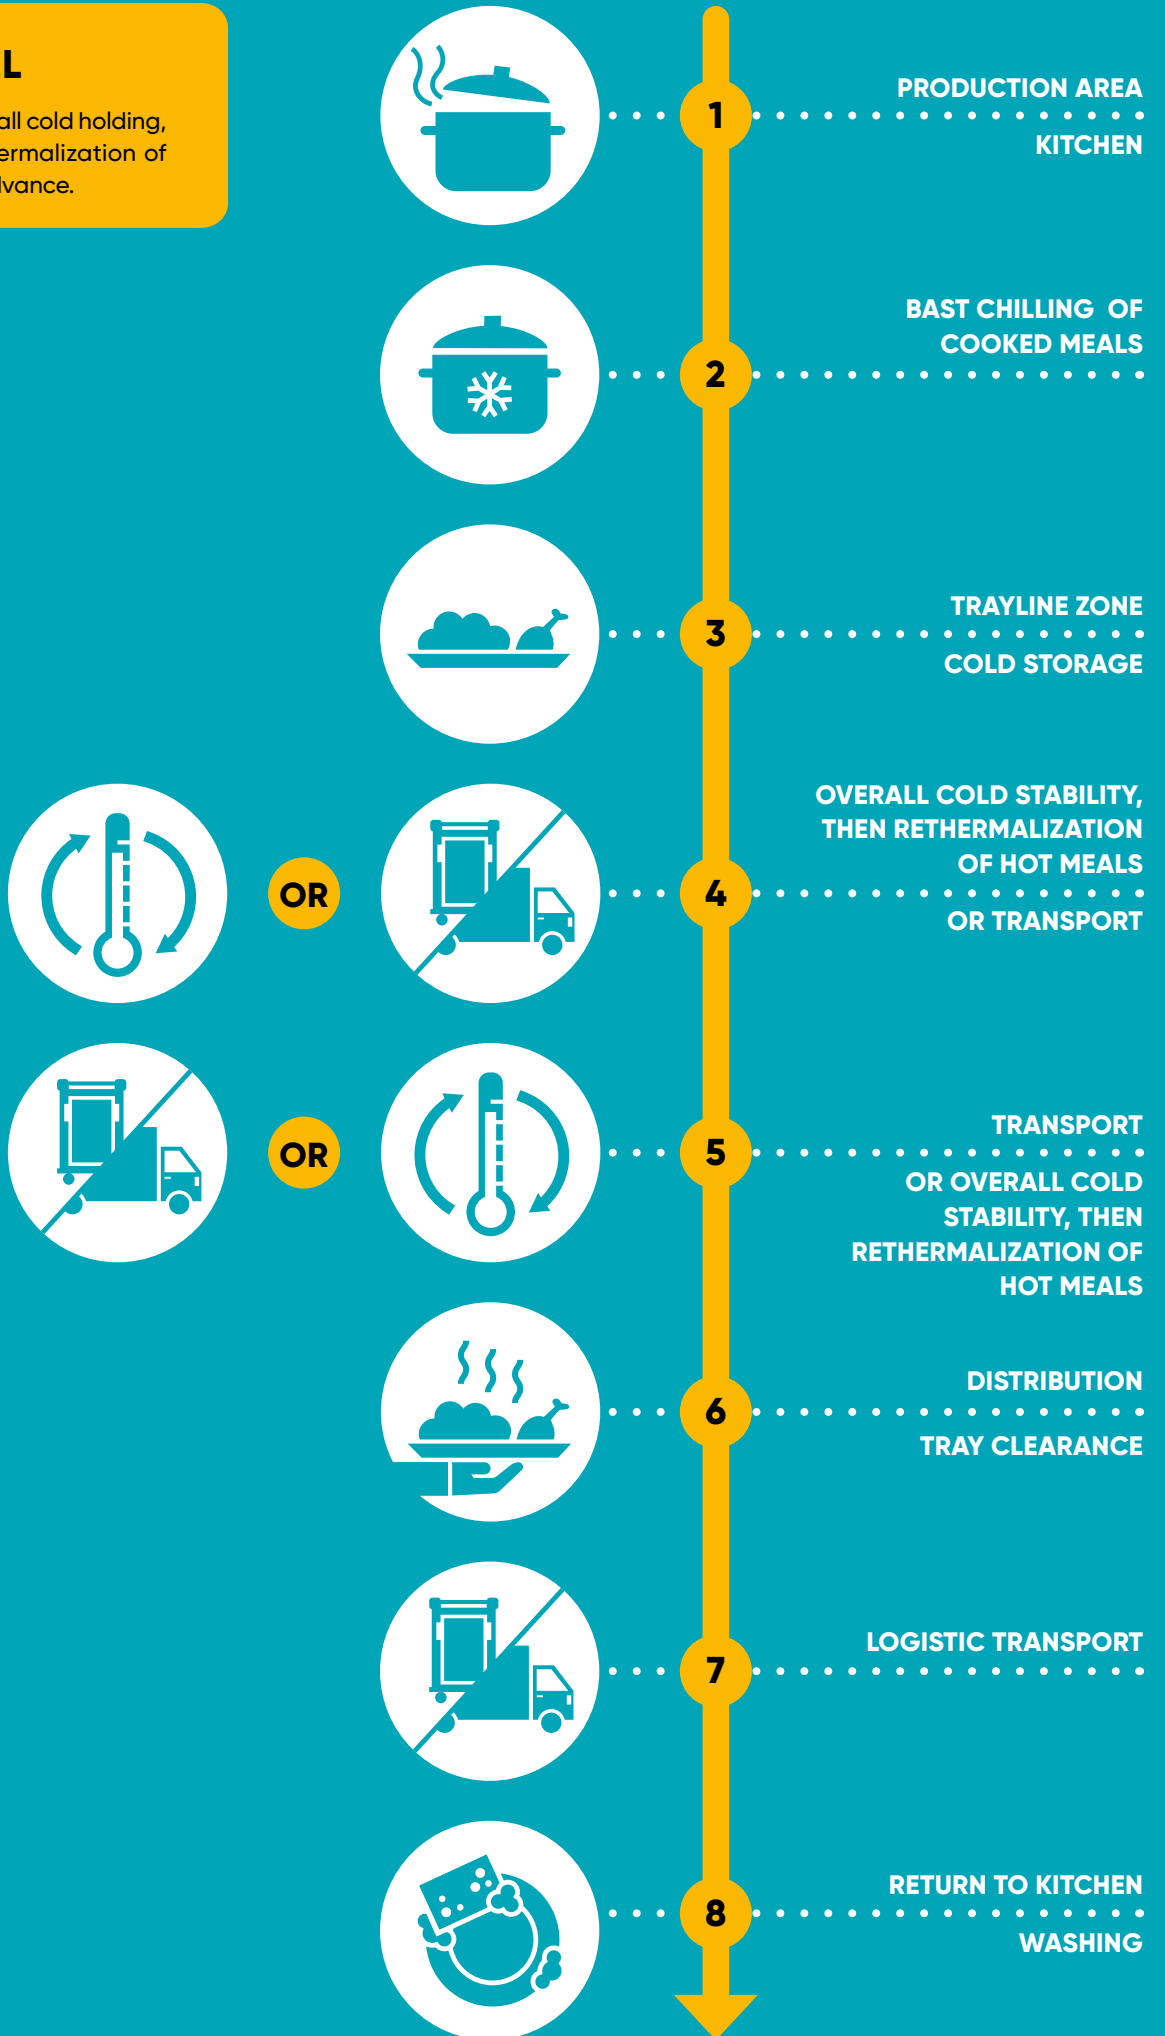 L
all cold holding,
ermalization of
dvance.
1
PRODUCTION AREA
KITCHEN
2
BAST CHILLING OF
COOKED MEALS
3
TRAYLINE ZONE
COLD STORAGE
OR
4
OVERALL COLD STABILITY,
THEN RETHERMALIZATION
OF HOT MEALS
OR TRANSPORT
OR
5
TRANSPORT
OR OVERALL COLD
STABILITY, THEN
RETHERMALIZATION OF
HOT MEALS
6
DISTRIBUTION
TRAY CLEARANCE
7
LOGISTIC TRANSPORT
8
RETURN TO KITCHEN
WASHING